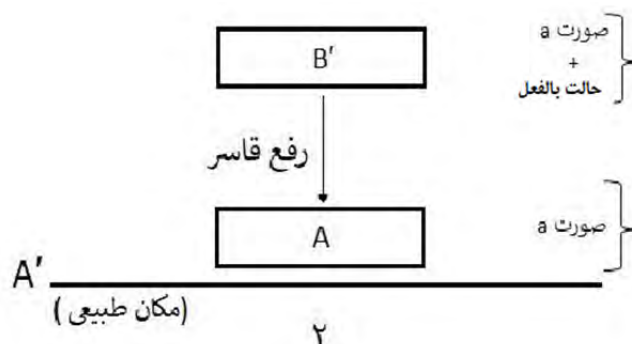 صورت a
+
حالت بالفعل
B′
رفع قاسر
صورت a
A
A′
(مکان طبیعی )
۲